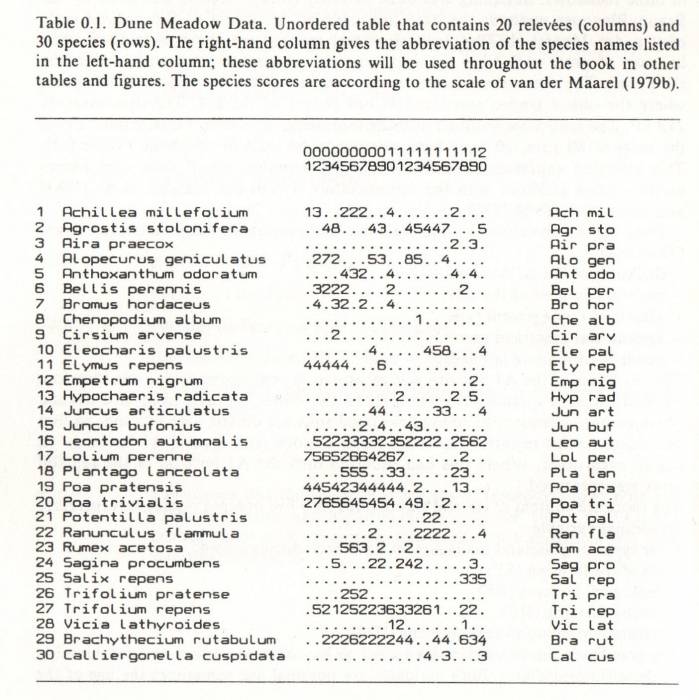 Table 0.1. Dune Meadow Data. Unordered table that contains 20 relevées (columns) and
30 species (rows). The right-hand column gives the abbreviation of the species names listed
in the left-hand column; these abbreviations will be used throughout the book in other
tables and figures. The species scores are according to the scale of van der Maarel (1979b).
00000000011111111112
12345678901234567890
1 Achillea millefolium 13..222..4......2... Ach mil
2 Agrostis stolonifera ..48...43..45447...5 Agr sto
3 Aira praecox ................2.3. Air pra
4 Alopecurus geniculatus .272...53..85..4.... Alo gen
5 Anthoxanthum odoratum ....432..4......4.4. Ant odo
6 Bellis perennis .3222....2.......2.. Bel per
7 Bromus hordaceus .4.32.2..4.......... Bro hor
8 Chenopodium album ............1....... Che alb
9 Cirsium arvense ...2................ Cir arv
10 Eleocharis palustris .......4.....458...4 Ele pal
11 Elymus repens 44444...6........... Ely rep
12 Empetrum nigrum ..................2. Emp nig
13 Hypochaeris radicata .........2......2.5. Hyp rad
14 Juncus articulatus .......44.....33...4 Jun art
15 Juncus bufonius ......2.4..43....... Jun buf
16 Leontodon autumnalis .52233332352222.2562 Leo aut
17 Lolium perenne 75652664267......2.. Lol per
18 Plantago lanceolata ....555..33.....23.. Pla lan
19 Poa pratensis 44542344444.2...13.. Poa pra
20 Poa trivialis 2765645454.49..2.... Poa tri
21 Potentilla palustris .............22..... Pot pal
22 Ranunculus flammula .......2....2222...4 Ran fla
23 Rumex acetosa ....563.2..2........ Rum ace
24 Sagina procumbens ...5...22.242.....3. Sag pro
25 Salix repens .................335 Sal rep
26 Trifolium pratense ....252............. Tri pra
27 Trifolium repens .52125223633261..22. Tri rep
28 Vicia lathyroides .........12......1.. Vic lat
29 Brachythecium rutabulum ..2226222244..44.634 Bra rut
30 Calliergonella cuspidata .............4.3...3 Cal cus